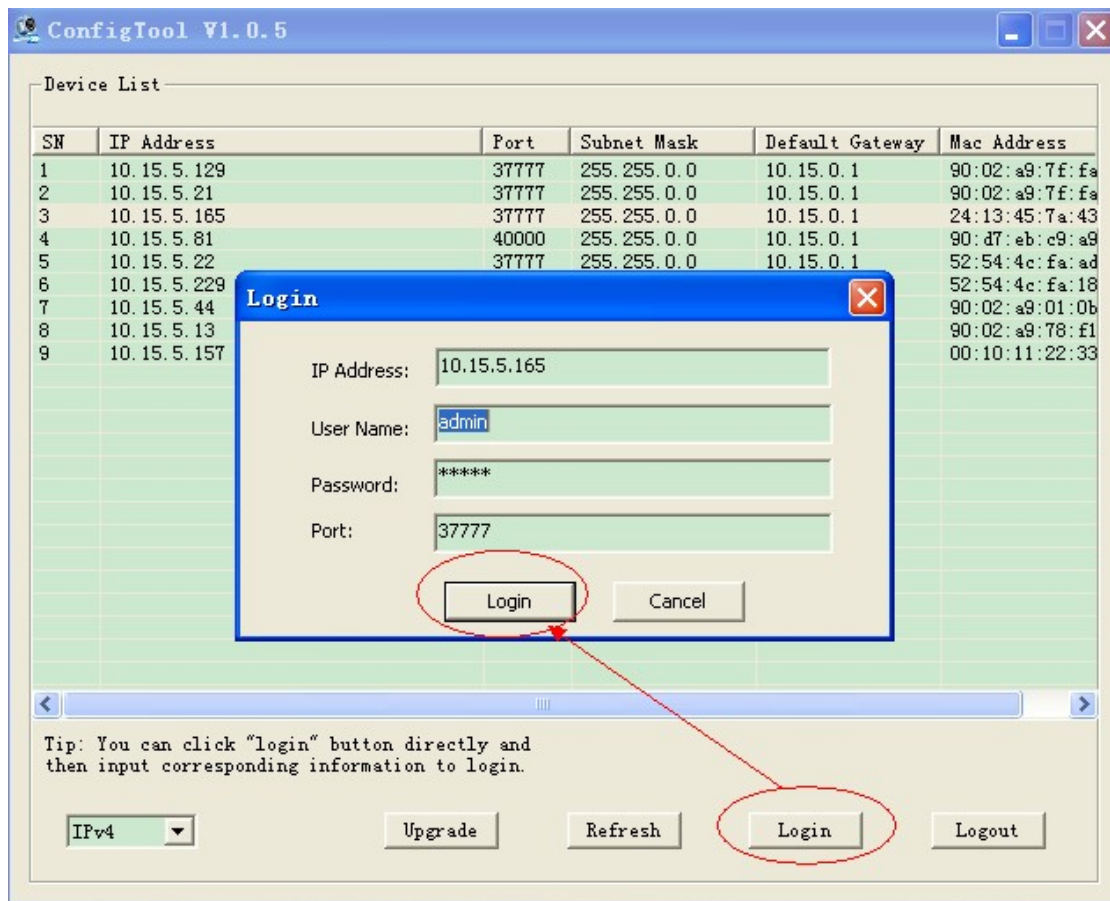 ConfigTool V1.0.5
Device List
SN IP Address Port Subnet Mask Default Gateway Mac Address
1 10.15.5.129 37777 255.255.0.0 10.15.0.1 90:02:a9:7f:fa
2 10.15.5.21 37777 255.255.0.0 10.15.0.1 90:02:a9:7f:fa
3 10.15.5.165 37777 255.255.0.0 10.15.0.1 24:13:45:7a:43
4 10.15.5.81 40000 255.255.0.0 10.15.0.1 90:d7:eb:c9:a9
5 10.15.5.22 37777 255.255.0.0 10.15.0.1 52:54:4c:fa:ad
6 10.15.5.229 52:54:4c:fa:18
7 10.15.5.44 90:02:a9:01:0b
8 10.15.5.13 90:02:a9:78:f1
9 10.15.5.157 00:10:11:22:33
Login
IP Address: 10.15.5.165
User Name: admin
Password: *****
Port: 37777
Login Cancel
Tip: You can click "login" button directly and
then input corresponding information to login.
IPv4 Upgrade Refresh Login Logout